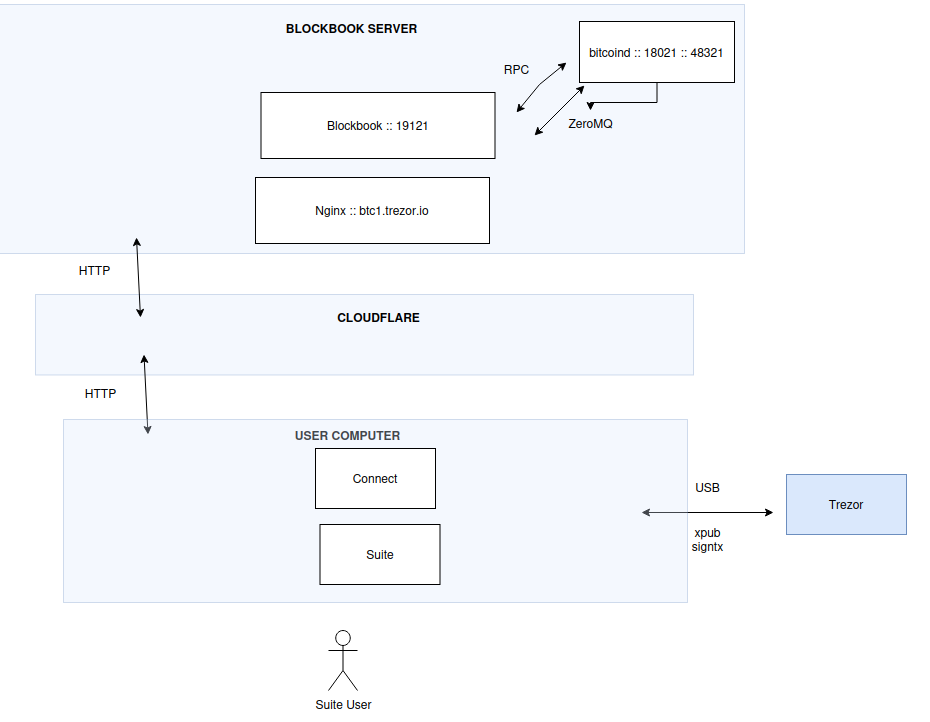 BLOCKBOOK SERVER
bitcoind :: 18021 :: 48321
RPC
ZeroMQ
Blockbook :: 19121
Nginx :: btc1.trezor.io
HTTP
CLOUDFLARE
HTTP
USER COMPUTER
Connect
Suite
USB
xpub
signtx
Trezor
Suite User